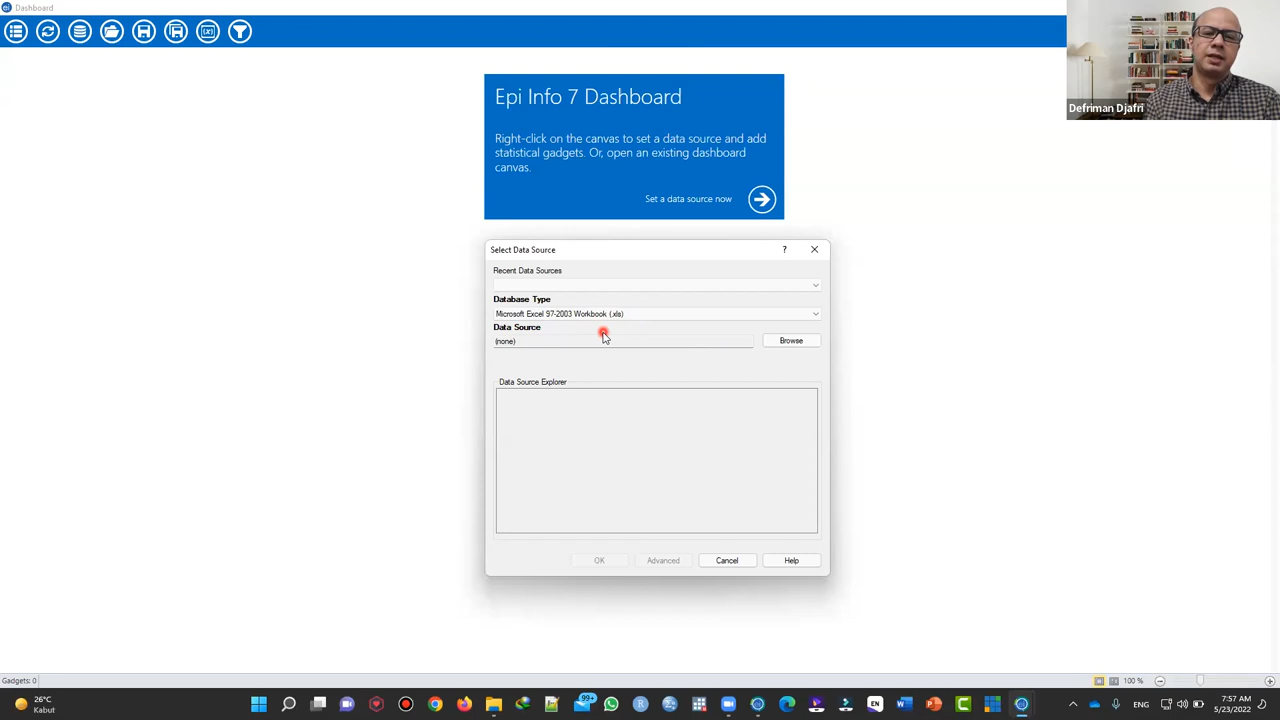 Dashboard
Defriman Djafri
Epi Info 7 Dashboard
Right-click on the canvas to set a data source and add
statistical gadgets. Or, open an existing dashboard
canvas.
Set a data source now
Select Data Source
?
Recent Data Sources
Database Type
Microsoft Excel 97-2003 Workbook (.xls)
Data Source
(none)
Browse
Data Source Explorer
OK
Advanced
Cancel
Help
Gadgets: 0
100 %
26°C
Kabut
99+
EN
ENG
7:57 AM
5/23/2022